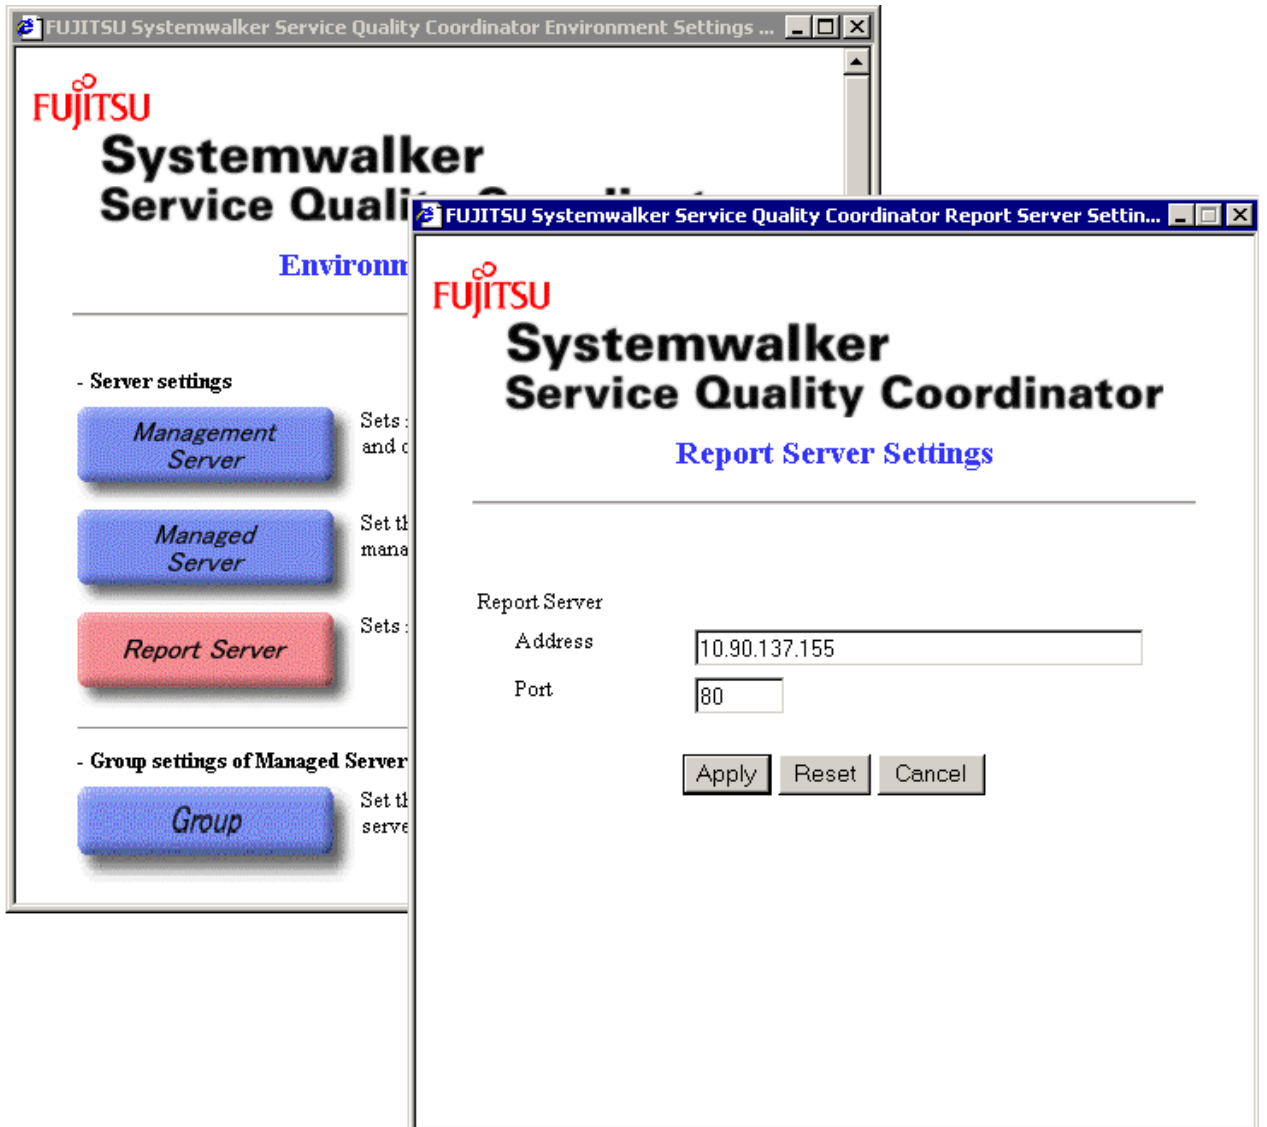 FUJITSU Systemwalker Service Quality Coordinator Environment Settings ...
FUJITSU
Systemwalker
Service Quali
Environm
- Server settings
Management
Server
Sets
and
Managed
Server
Set th
mana
Report Server
Sets
- Group settings of Managed Server
Group
Set th
serve
FUJITSU Systemwalker Service Quality Coordinator Report Server Settin...
FUJITSU
Systemwalker
Service Quality Coordinator
Report Server Settings
Report Server
Address
10.90.137.155
Port
80
Apply
Reset
Cancel